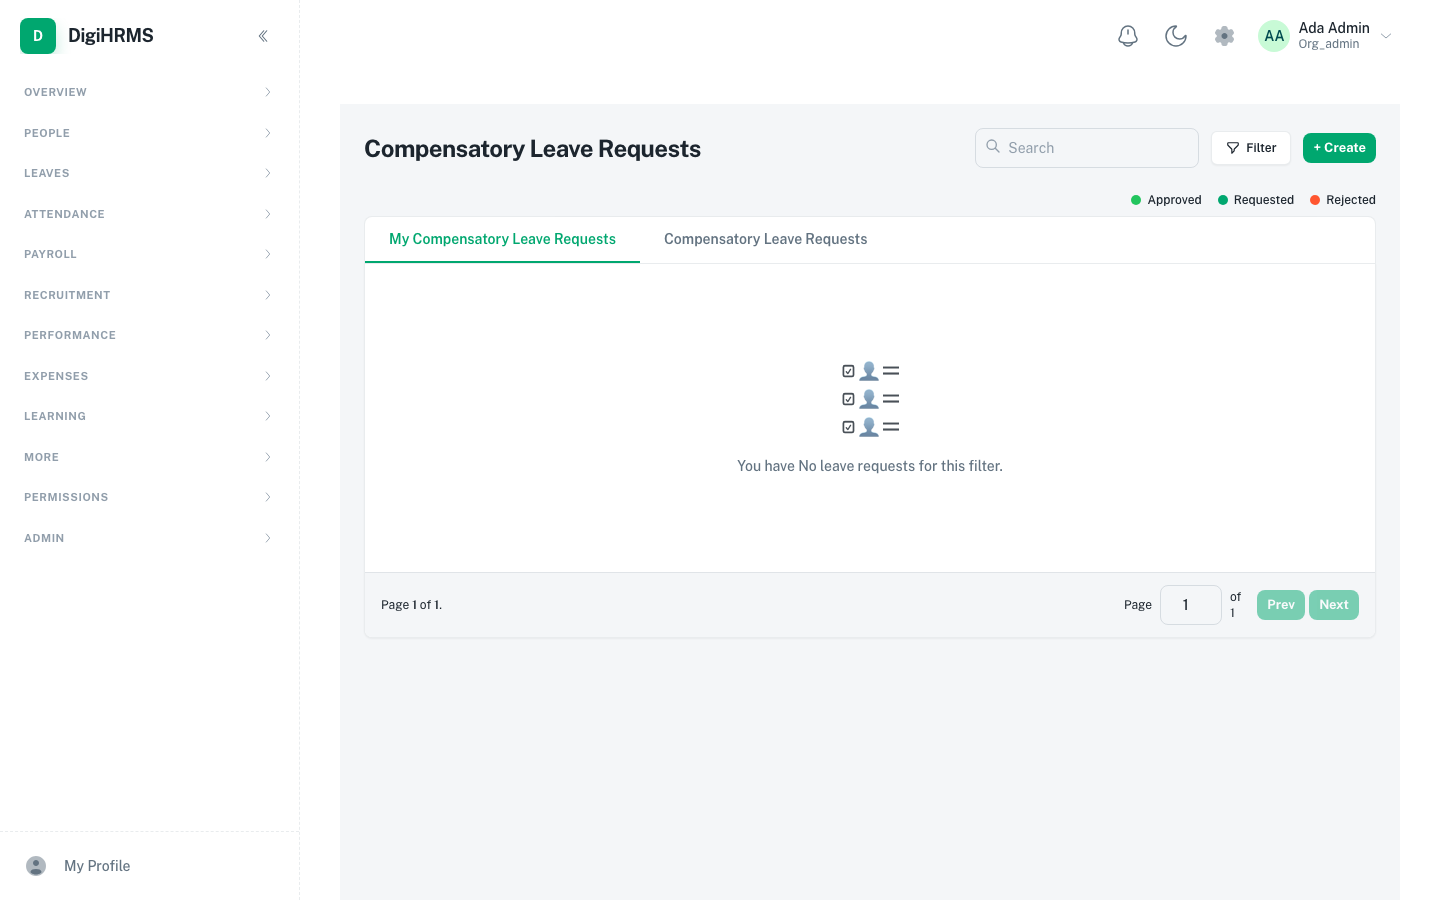 D
DigiHRMS
AA
Ada Admin
Org_admin
OVERVIEW
PEOPLE
LEAVES
ATTENDANCE
PAYROLL
RECRUITMENT
PERFORMANCE
EXPENSES
LEARNING
MORE
PERMISSIONS
ADMIN
My Profile
Compensatory Leave Requests
Search
Filter
+ Create
Approved
Requested
Rejected
My Compensatory Leave Requests
Compensatory Leave Requests
You have No leave requests for this filter.
Page 1 of 1.
Page
1
of
1
Prev
Next